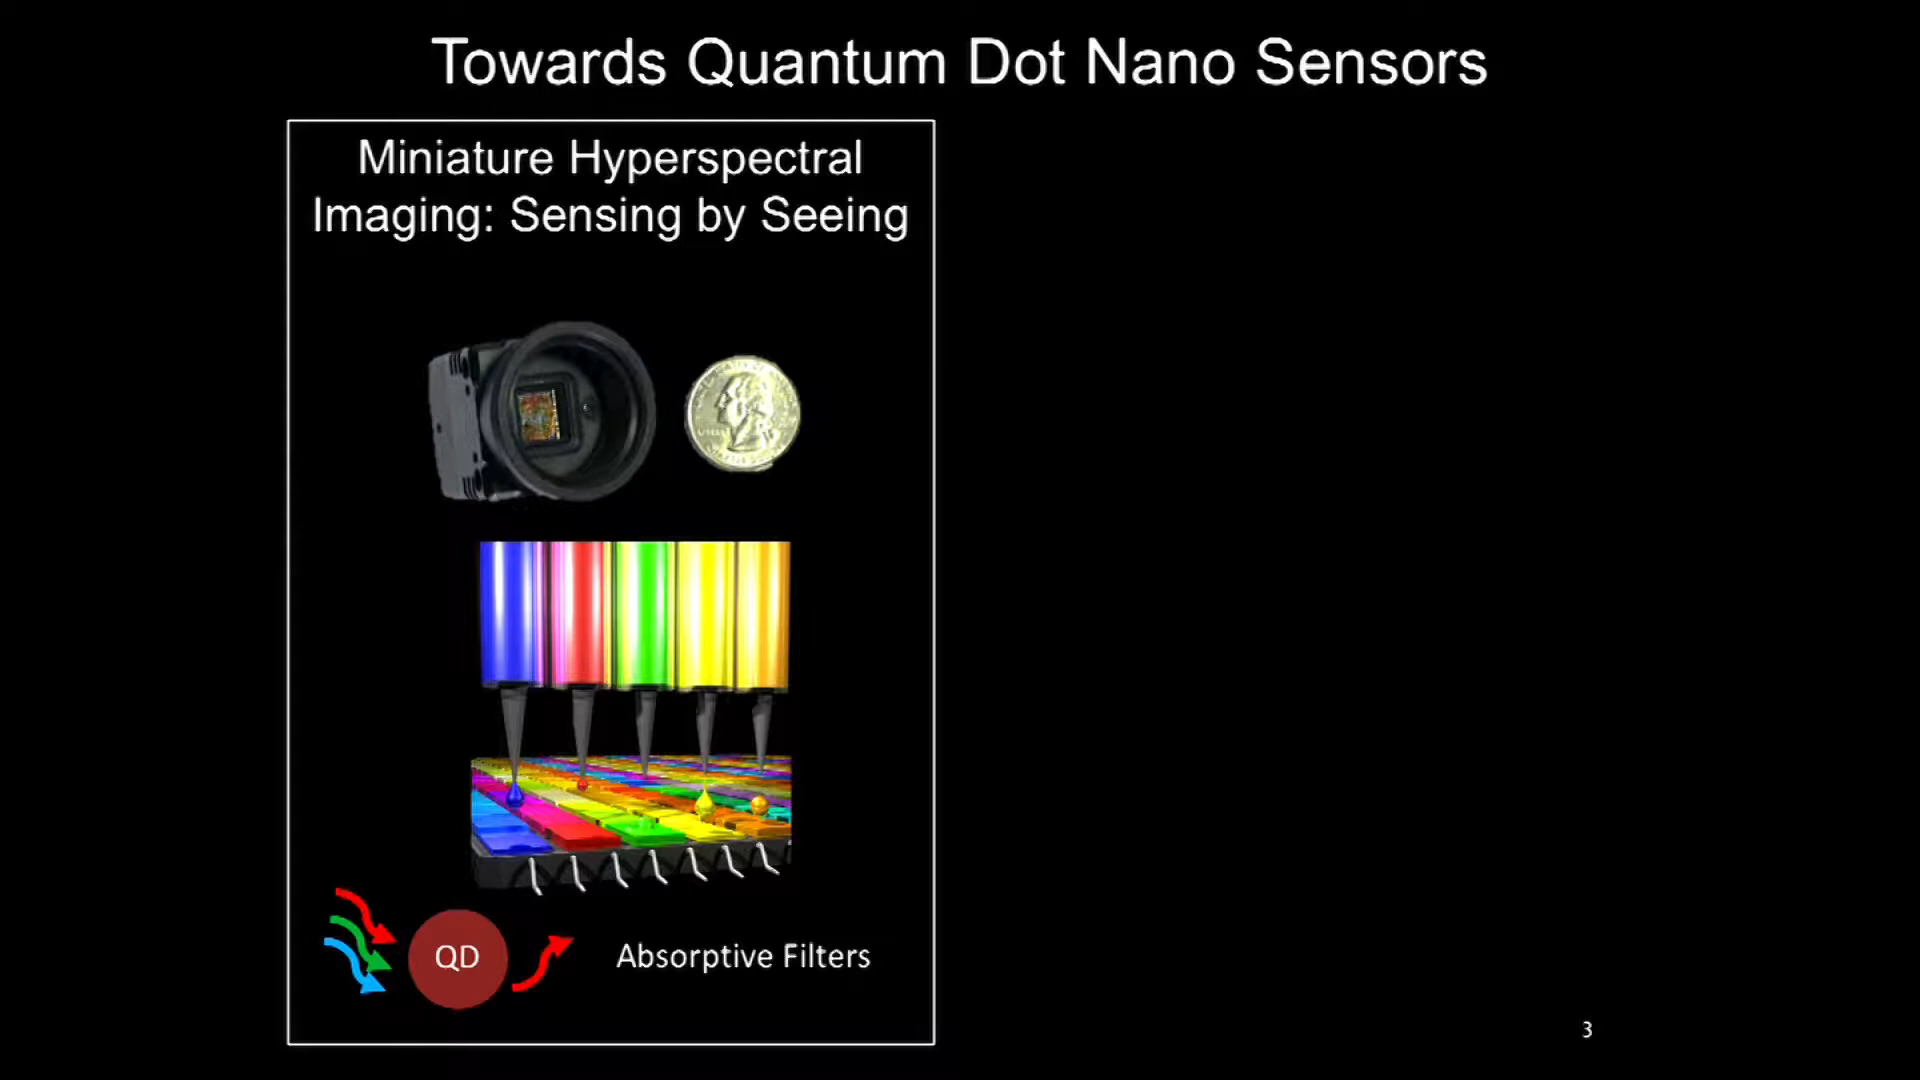 Towards Quantum Dot Nano Sensors
Miniature Hyperspectral
Imaging: Sensing by Seeing
QD
Absorptive Filters
3